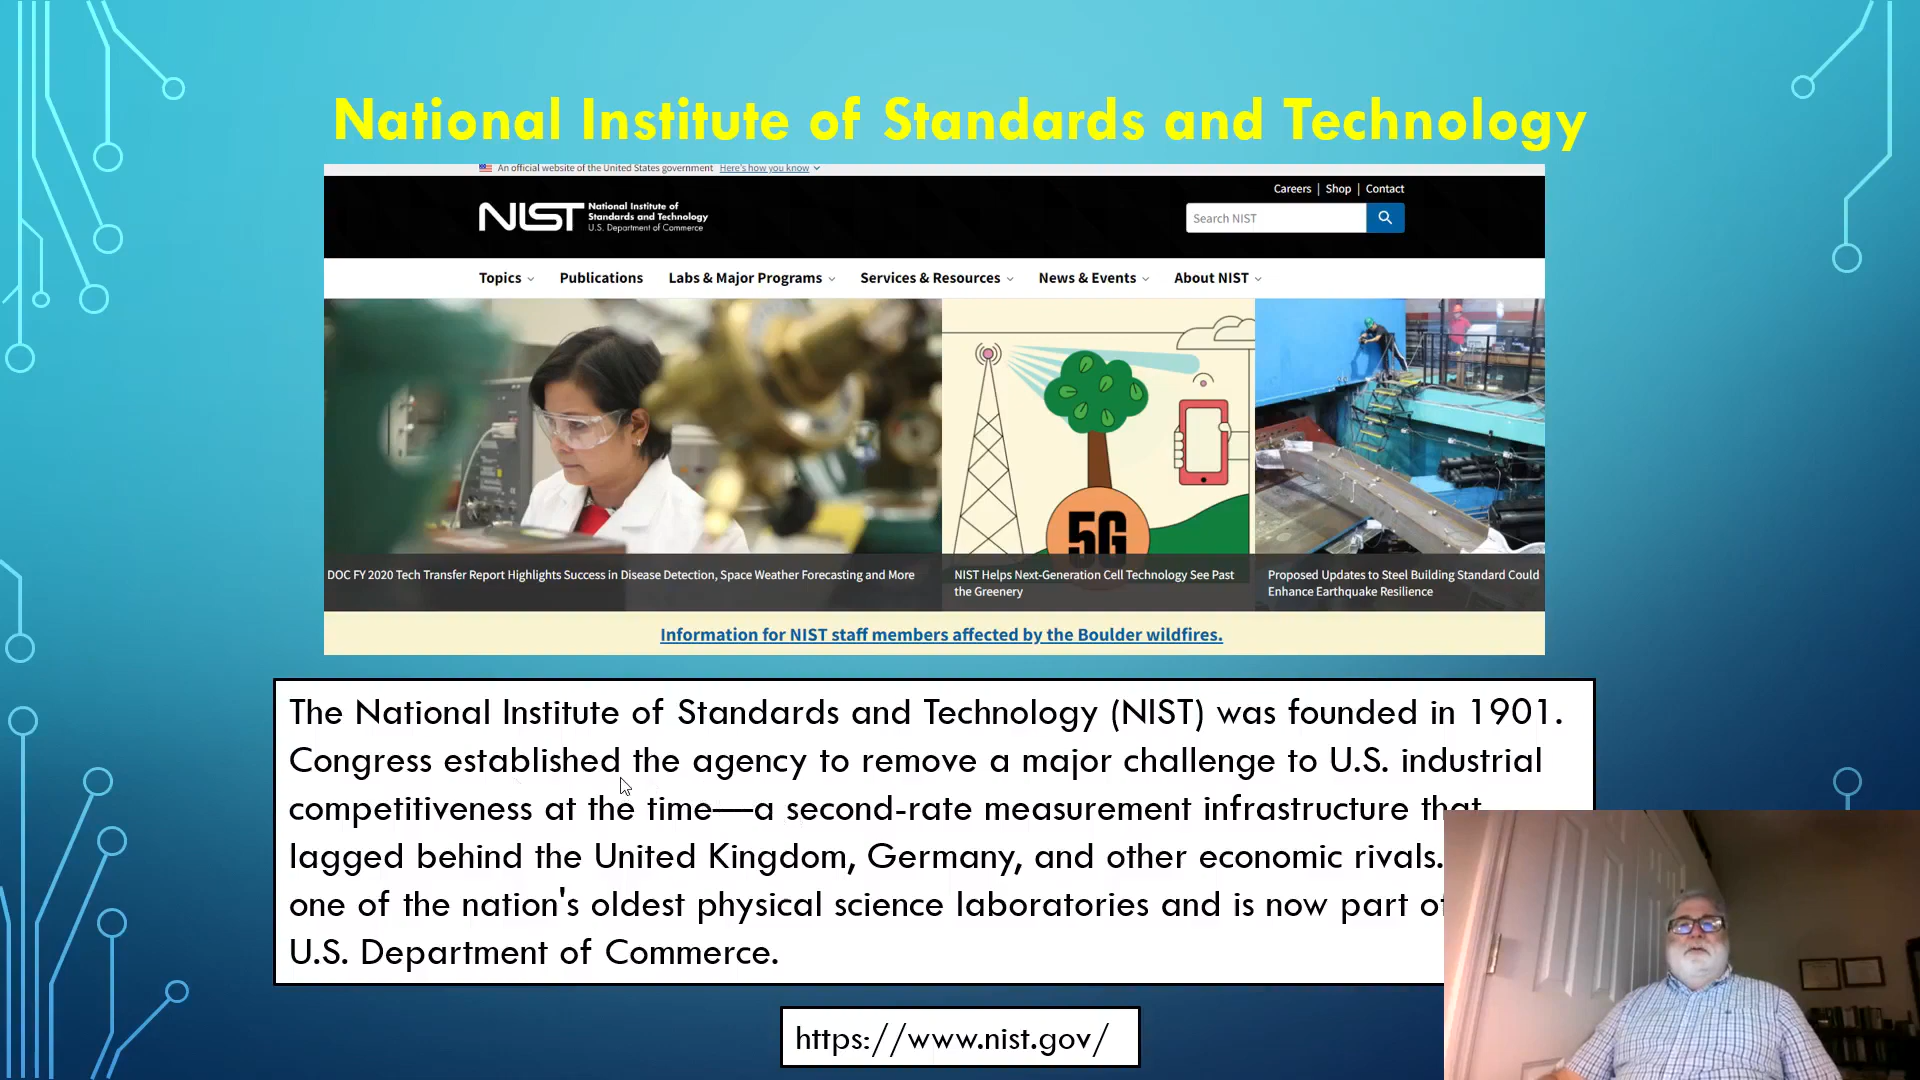 National Institute of Standards and Technology
An official website of the United States government Here's how you know
Careers | Shop | Contact
NIST National Institute of
Standards and Technology
U.S. Department of Commerce
Search NIST
Topics Publications Labs & Major Programs Services & Resources News & Events About NIST
5G
DOC FY 2020 Tech Transfer Report Highlights Success in Disease Detection, Space Weather Forecasting and More
NIST Helps Next-Generation Cell Technology See Past
the Greenery
Proposed Updates to Steel Building Standard Could
Enhance Earthquake Resilience
Information for NIST staff members affected by the Boulder wildfires.
The National Institute of Standards and Technology (NIST) was founded in 1901.
Congress established the agency to remove a major challenge to U.S. industrial
competitiveness at the time—a second-rate measurement infrastructure that
lagged behind the United Kingdom, Germany, and other economic rivals.
one of the nation's oldest physical science laboratories and is now part of
U.S. Department of Commerce.
https://www.nist.gov/